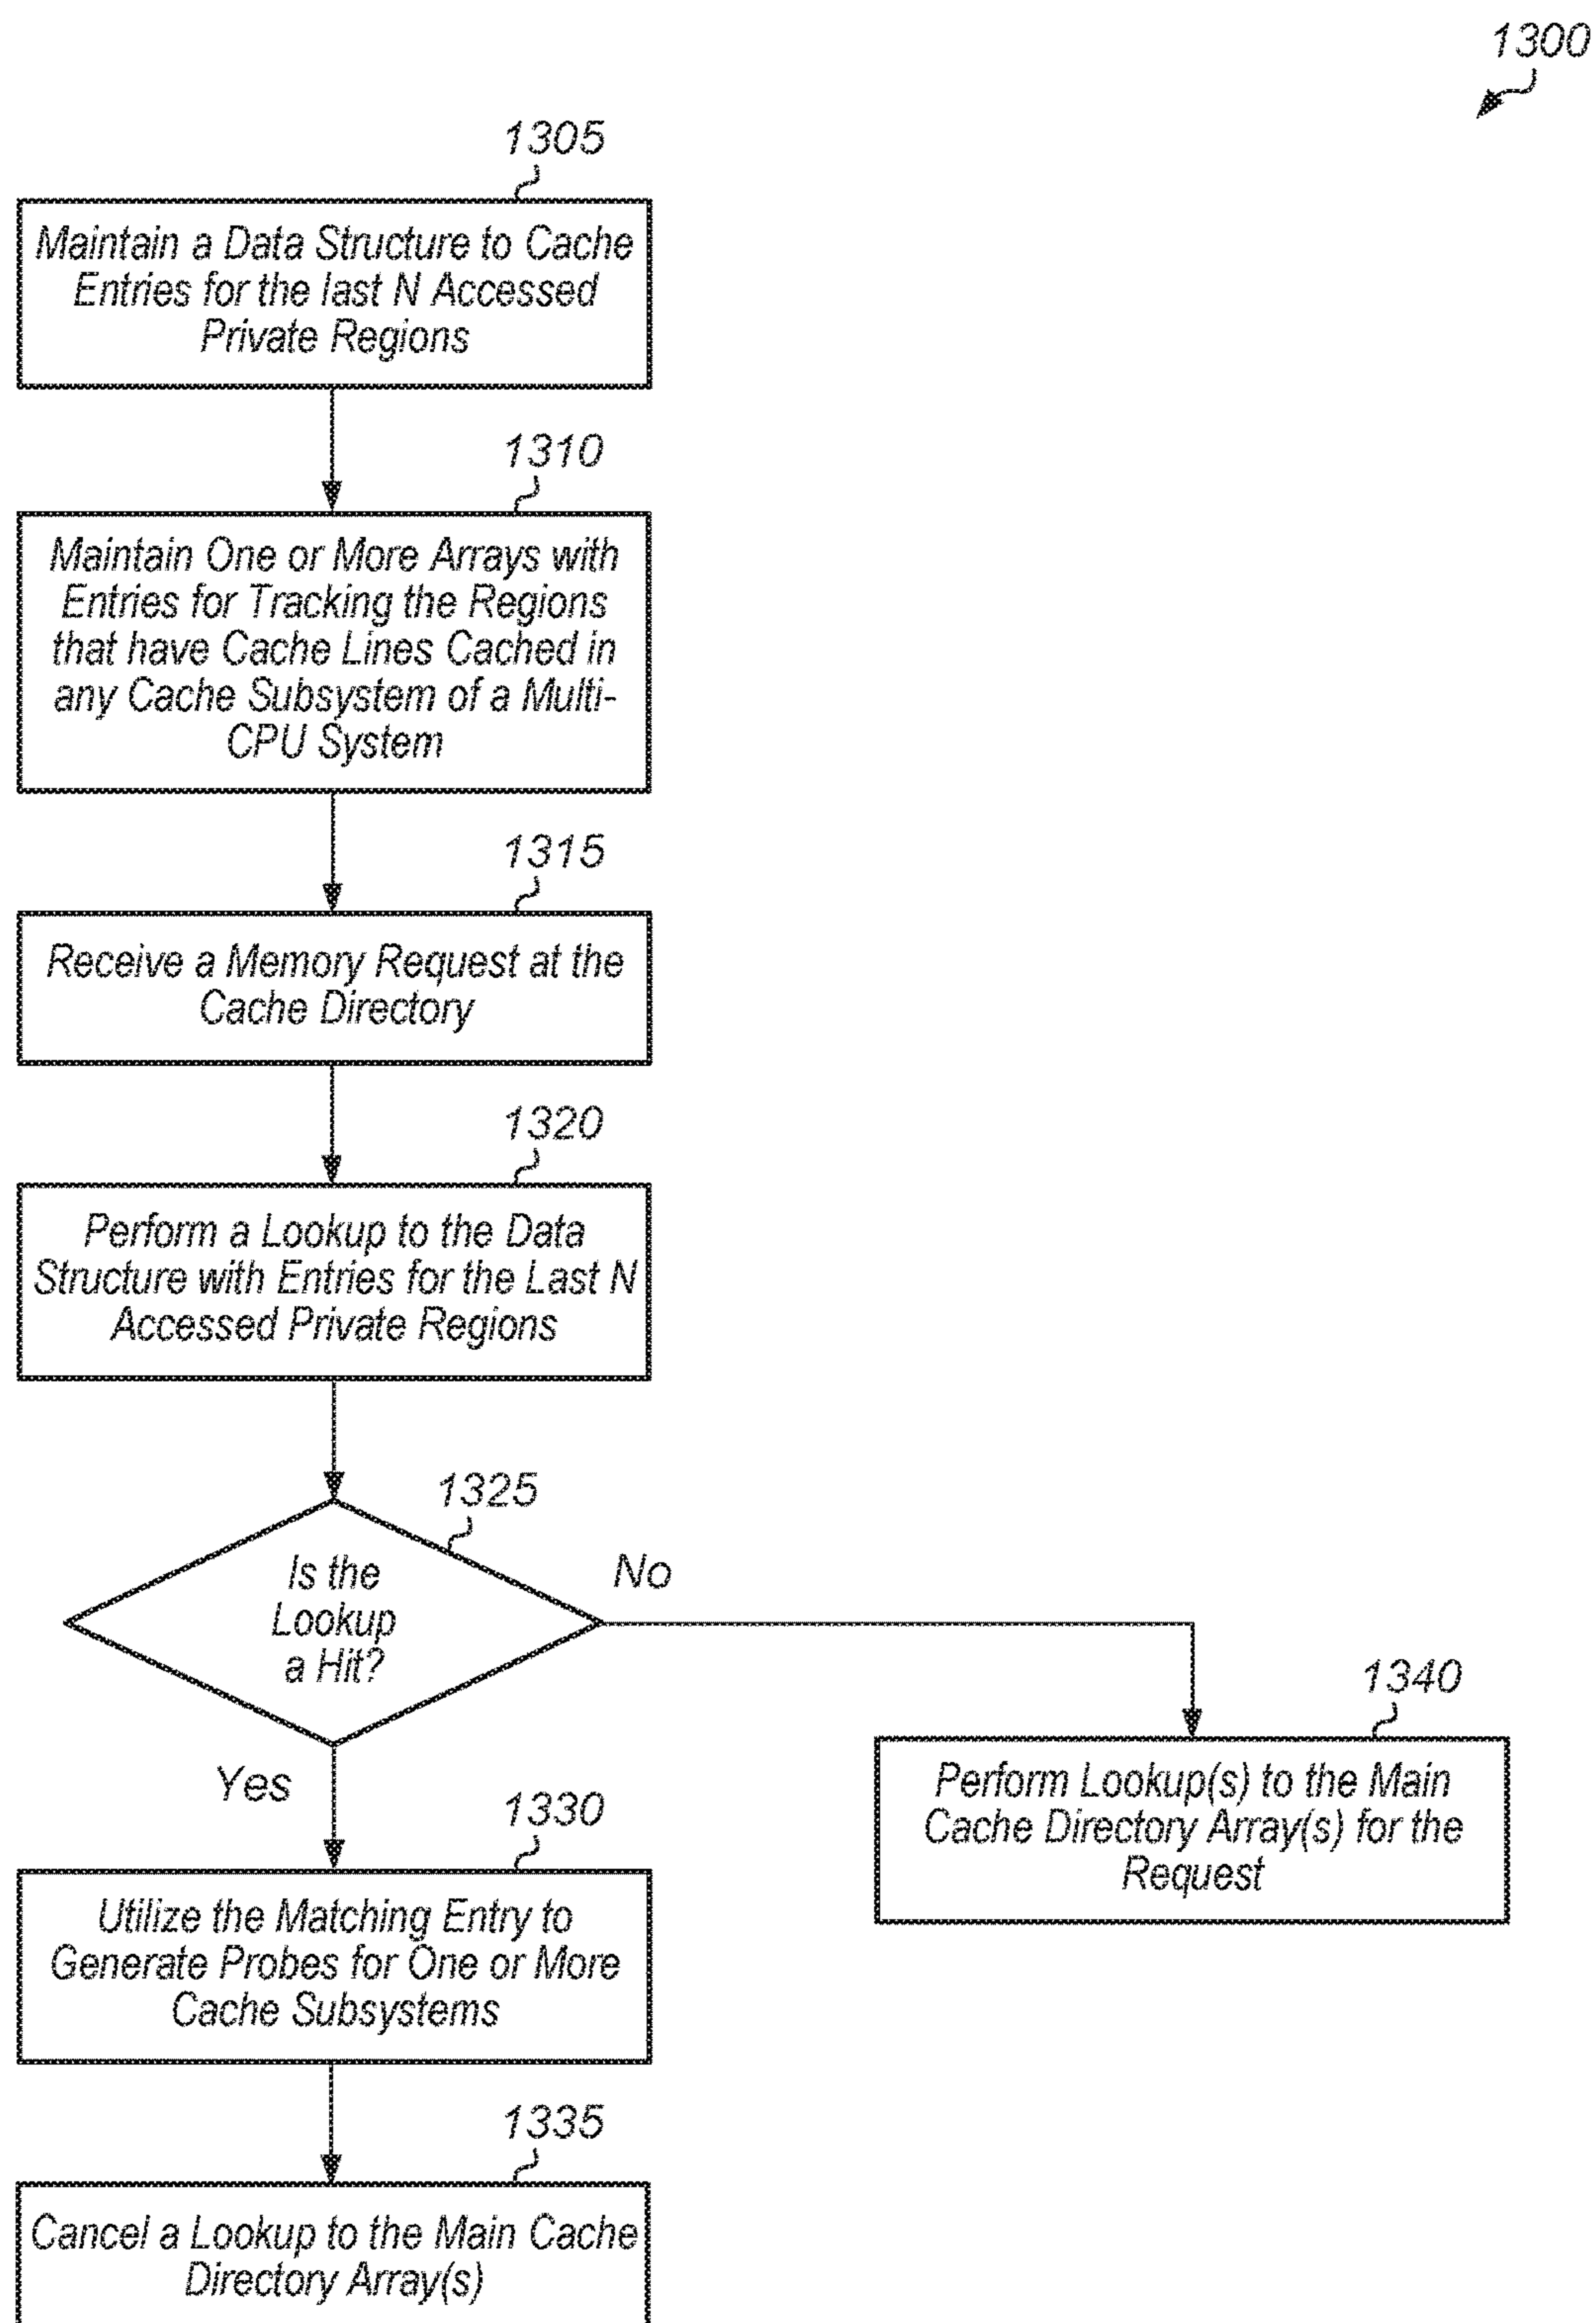 1300
1305
Maintain a Data Structure to Cache
Entries for the last N Accessed
Private Regions
1310
Maintain One or More Arrays with
Entries for Tracking the Regions
that have Cache Lines Cached in
any Cache Subsystem of a Multi-
CPU System
1315
Receive a Memory Request at the
Cache Directory
1320
Perform a Lookup to the Data
Structure with Entries for the Last N
Accessed Private Regions
1325
Is the
Lookup
a Hit?
No
Yes
1340
Perform Lookup(s) to the Main
Cache Directory Array(s) for the
Request
1330
Utilize the Matching Entry to
Generate Probes for One or More
Cache Subsystems
1335
Cancel a Lookup to the Main Cache
Directory Array(s)